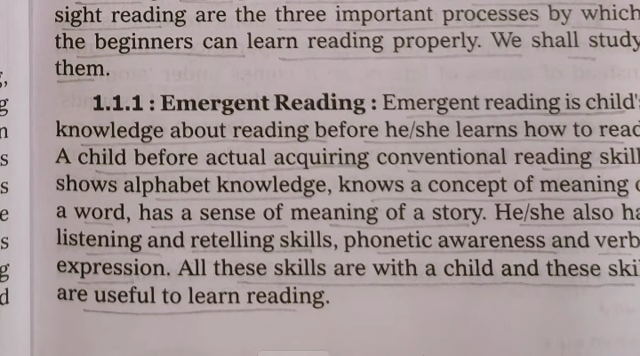 sight reading are the three important processes by which
the beginners can learn reading properly. We shall study
them.
1.1.1 : Emergent Reading : Emergent reading is child's
knowledge about reading before he/she learns how to read
A child before actual acquiring conventional reading skill
shows alphabet knowledge, knows a concept of meaning
a word, has a sense of meaning of a story. He/she also ha
listening and retelling skills, phonetic awareness and verb
expression. All these skills are with a child and these ski
are useful to learn reading.